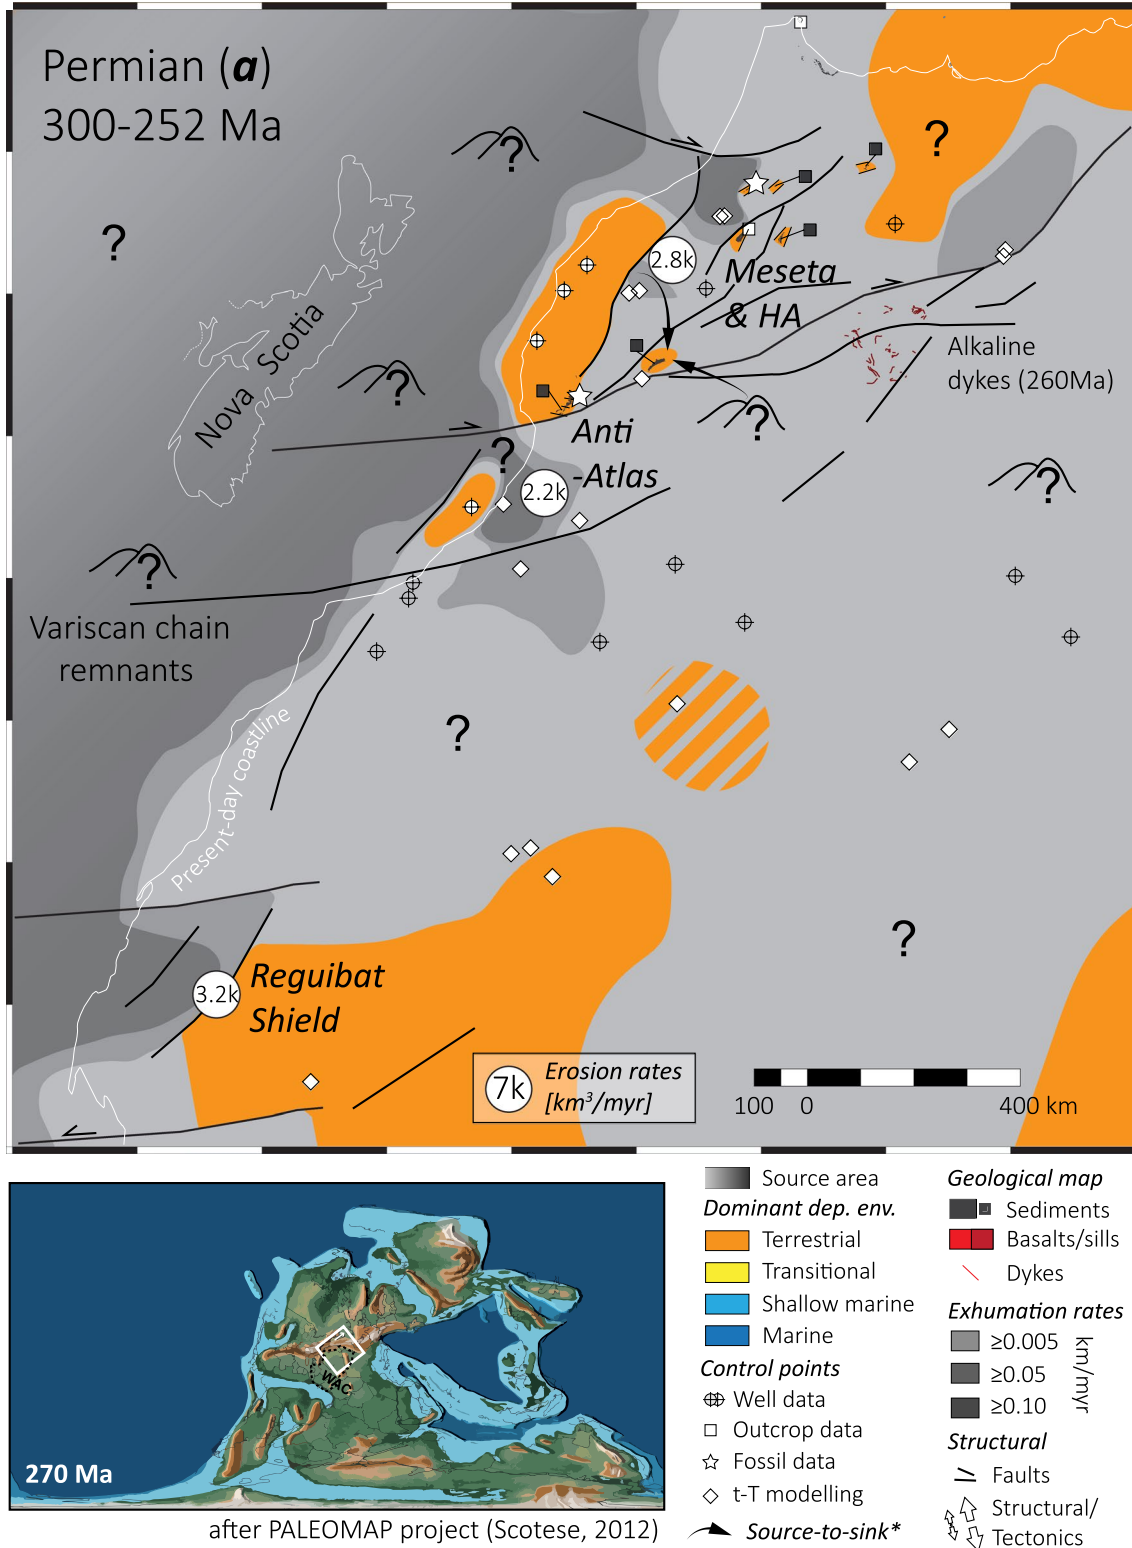 Permian (a)
300-252 Ma
?
?
?
?
Nova Scotia
2.8k
Meseta
& HA
Alkaline
dykes (260Ma)
?
?
Anti
-Atlas
?
2.2k
?
?
Variscan chain
remnants
?
Present-day coastline
?
3.2k
Reguibat
Shield
7k
Erosion rates
[km³/myr]
100 0 400 km
Source area
Dominant dep. env.
Terrestrial
Transitional
Shallow marine
Marine
Control points
Well data
Outcrop data
Fossil data
t-T modelling
Source-to-sink*
Geological map
Sediments
Basalts/sills
Dykes
Exhumation rates
≥0.005
≥0.05
≥0.10
km/myr
Structural
Faults
Structural/
Tectonics
WAC
270 Ma
after PALEOMAP project (Scotese, 2012)